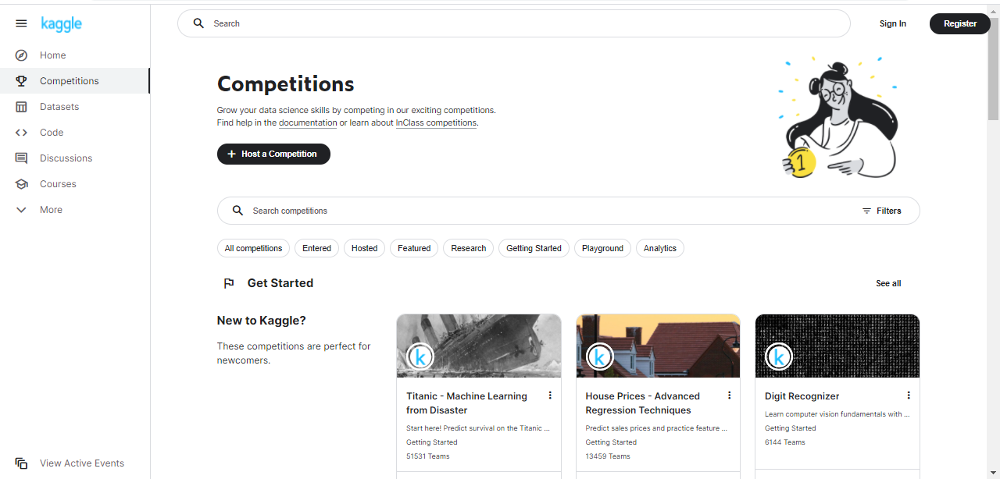 kaggle
Search
Sign In
Register
Home
Competitions
Datasets
Code
Discussions
Courses
More
View Active Events
Competitions
Grow your data science skills by competing in our exciting competitions.
Find help in the documentation or learn about InClass competitions.
Host a Competition
1
Search competitions
Filters
All competitions
Entered
Hosted
Featured
Research
Getting Started
Playground
Analytics
Get Started
See all
New to Kaggle?
These competitions are perfect for
newcomers.
k
Titanic - Machine Learning
from Disaster
Start here! Predict survival on the Titanic ...
Getting Started
51531 Teams
k
House Prices - Advanced
Regression Techniques
Predict sales prices and practice feature ...
Getting Started
13459 Teams
k
Digit Recognizer
Learn computer vision fundamentals with ...
Getting Started
6144 Teams